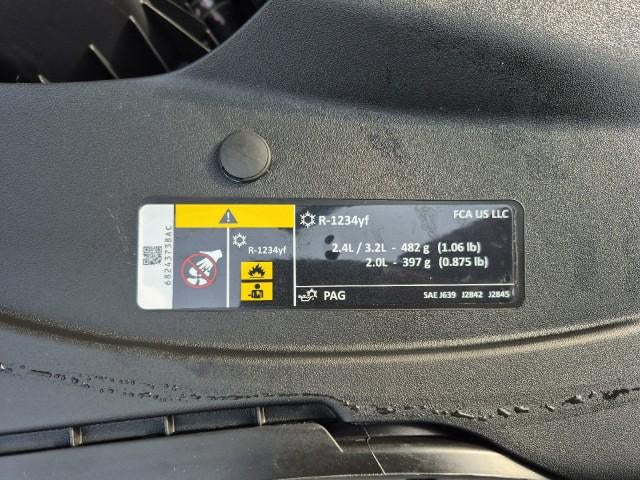 68243738AC
R-1234yf
R-1234yf FCA US LLC
2.4L / 3.2L - 482 g (1.06 lb)
2.0L - 397 g (0.875 lb)
PAG SAE J639 J2842 J2845